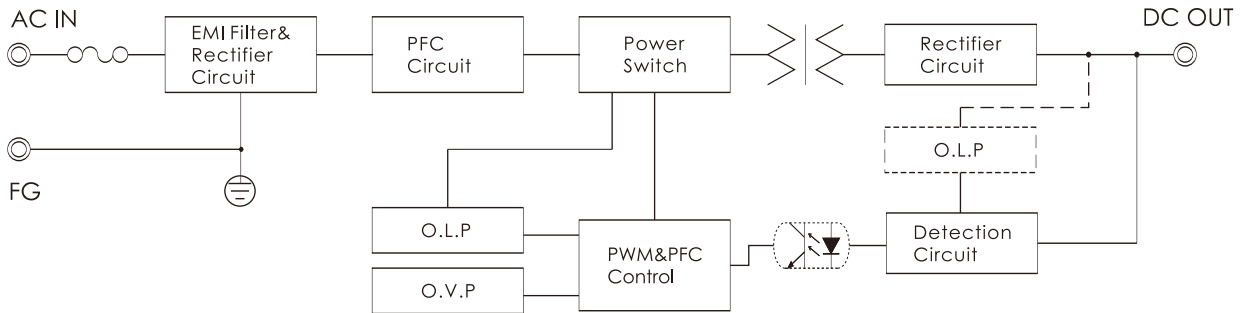 AC IN
EMI Filter&
Rectifier
Circuit
PFC
Circuit
Power
Switch
Rectifier
Circuit
DC OUT
FG
O.L.P
O.L.P
O.V.P
PWM&PFC
Control
Detection
Circuit